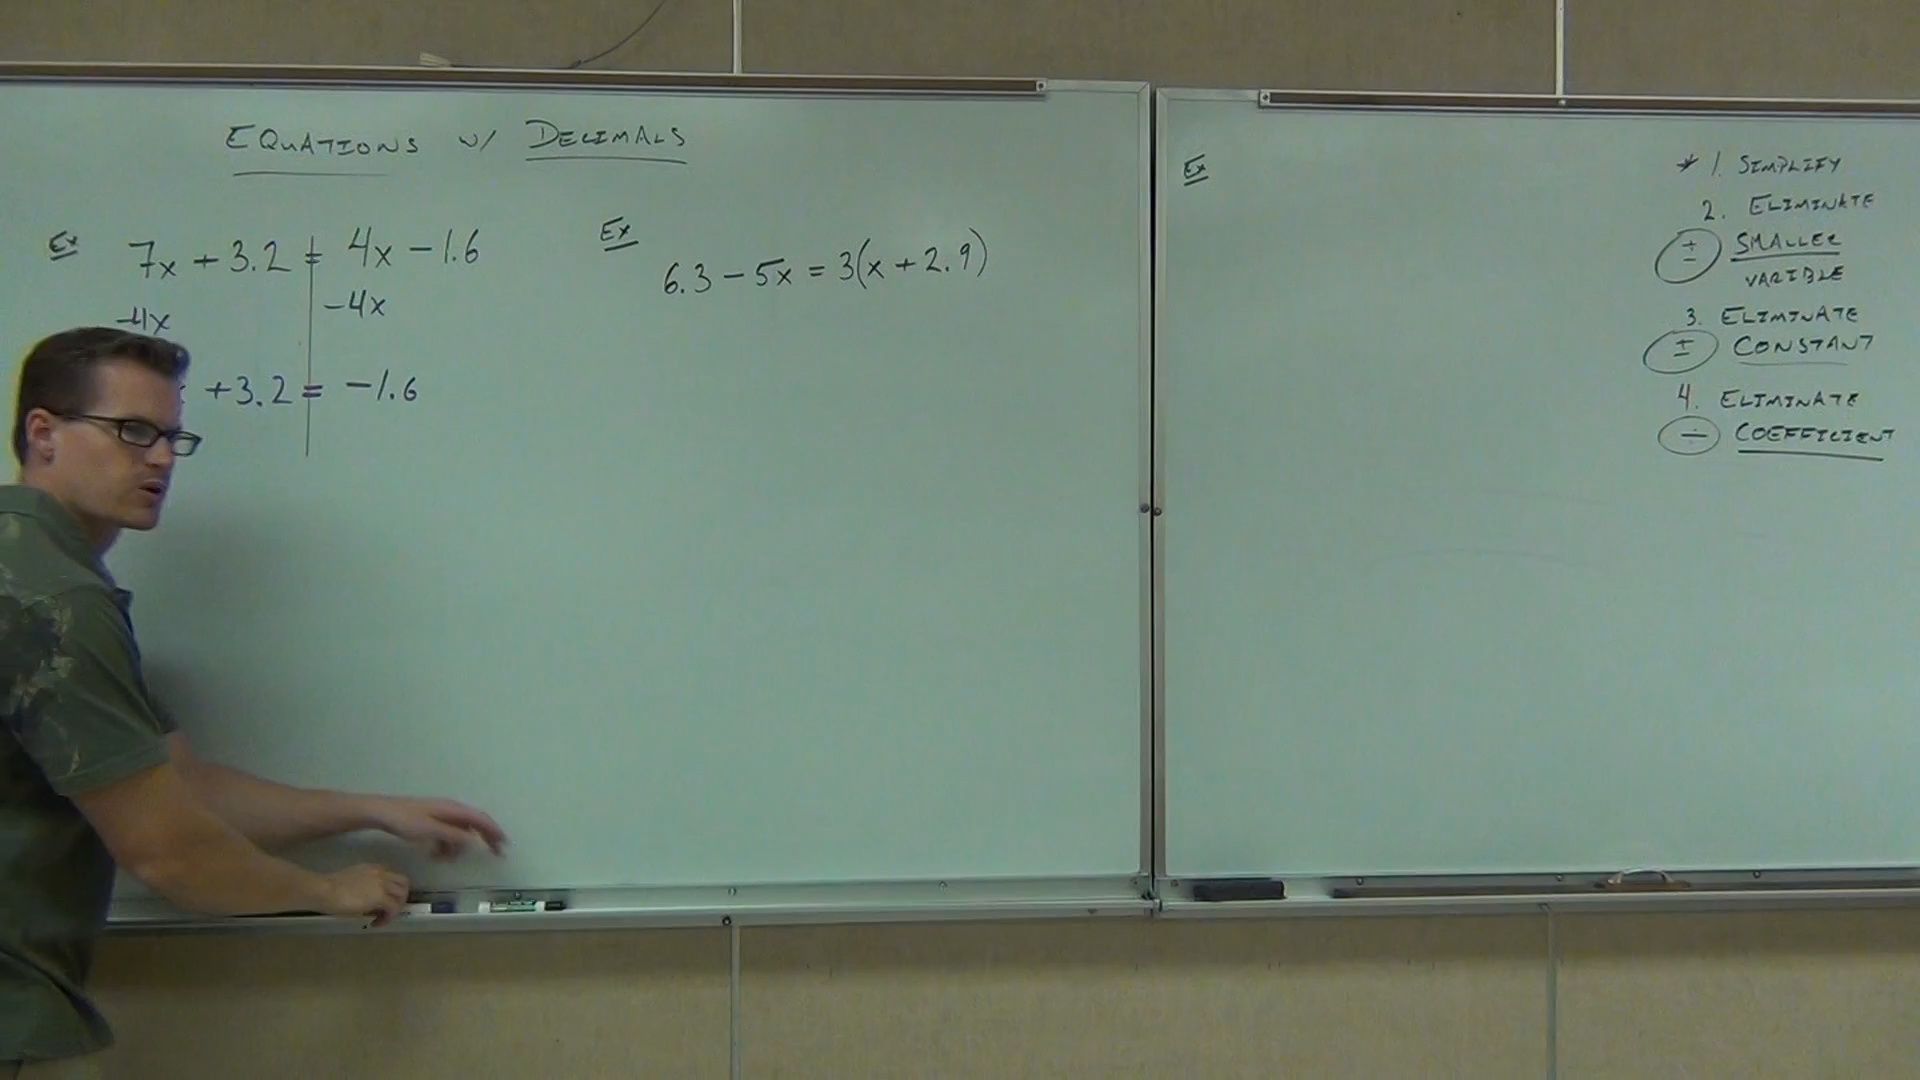 EQUATIONS w/ DECIMALS
Ex 7x + 3.2 = 4x - 1.6
-4x -4x
+3.2 = -1.6
Ex 6.3 - 5x = 3(x + 2.9)
Ex
* 1. SIMPLIFY
2. ELIMINATE
± SMALLER
VARIBLE
3. ELIMINATE
± CONSTANT
4. ELIMINATE
÷ COEFFICIENT